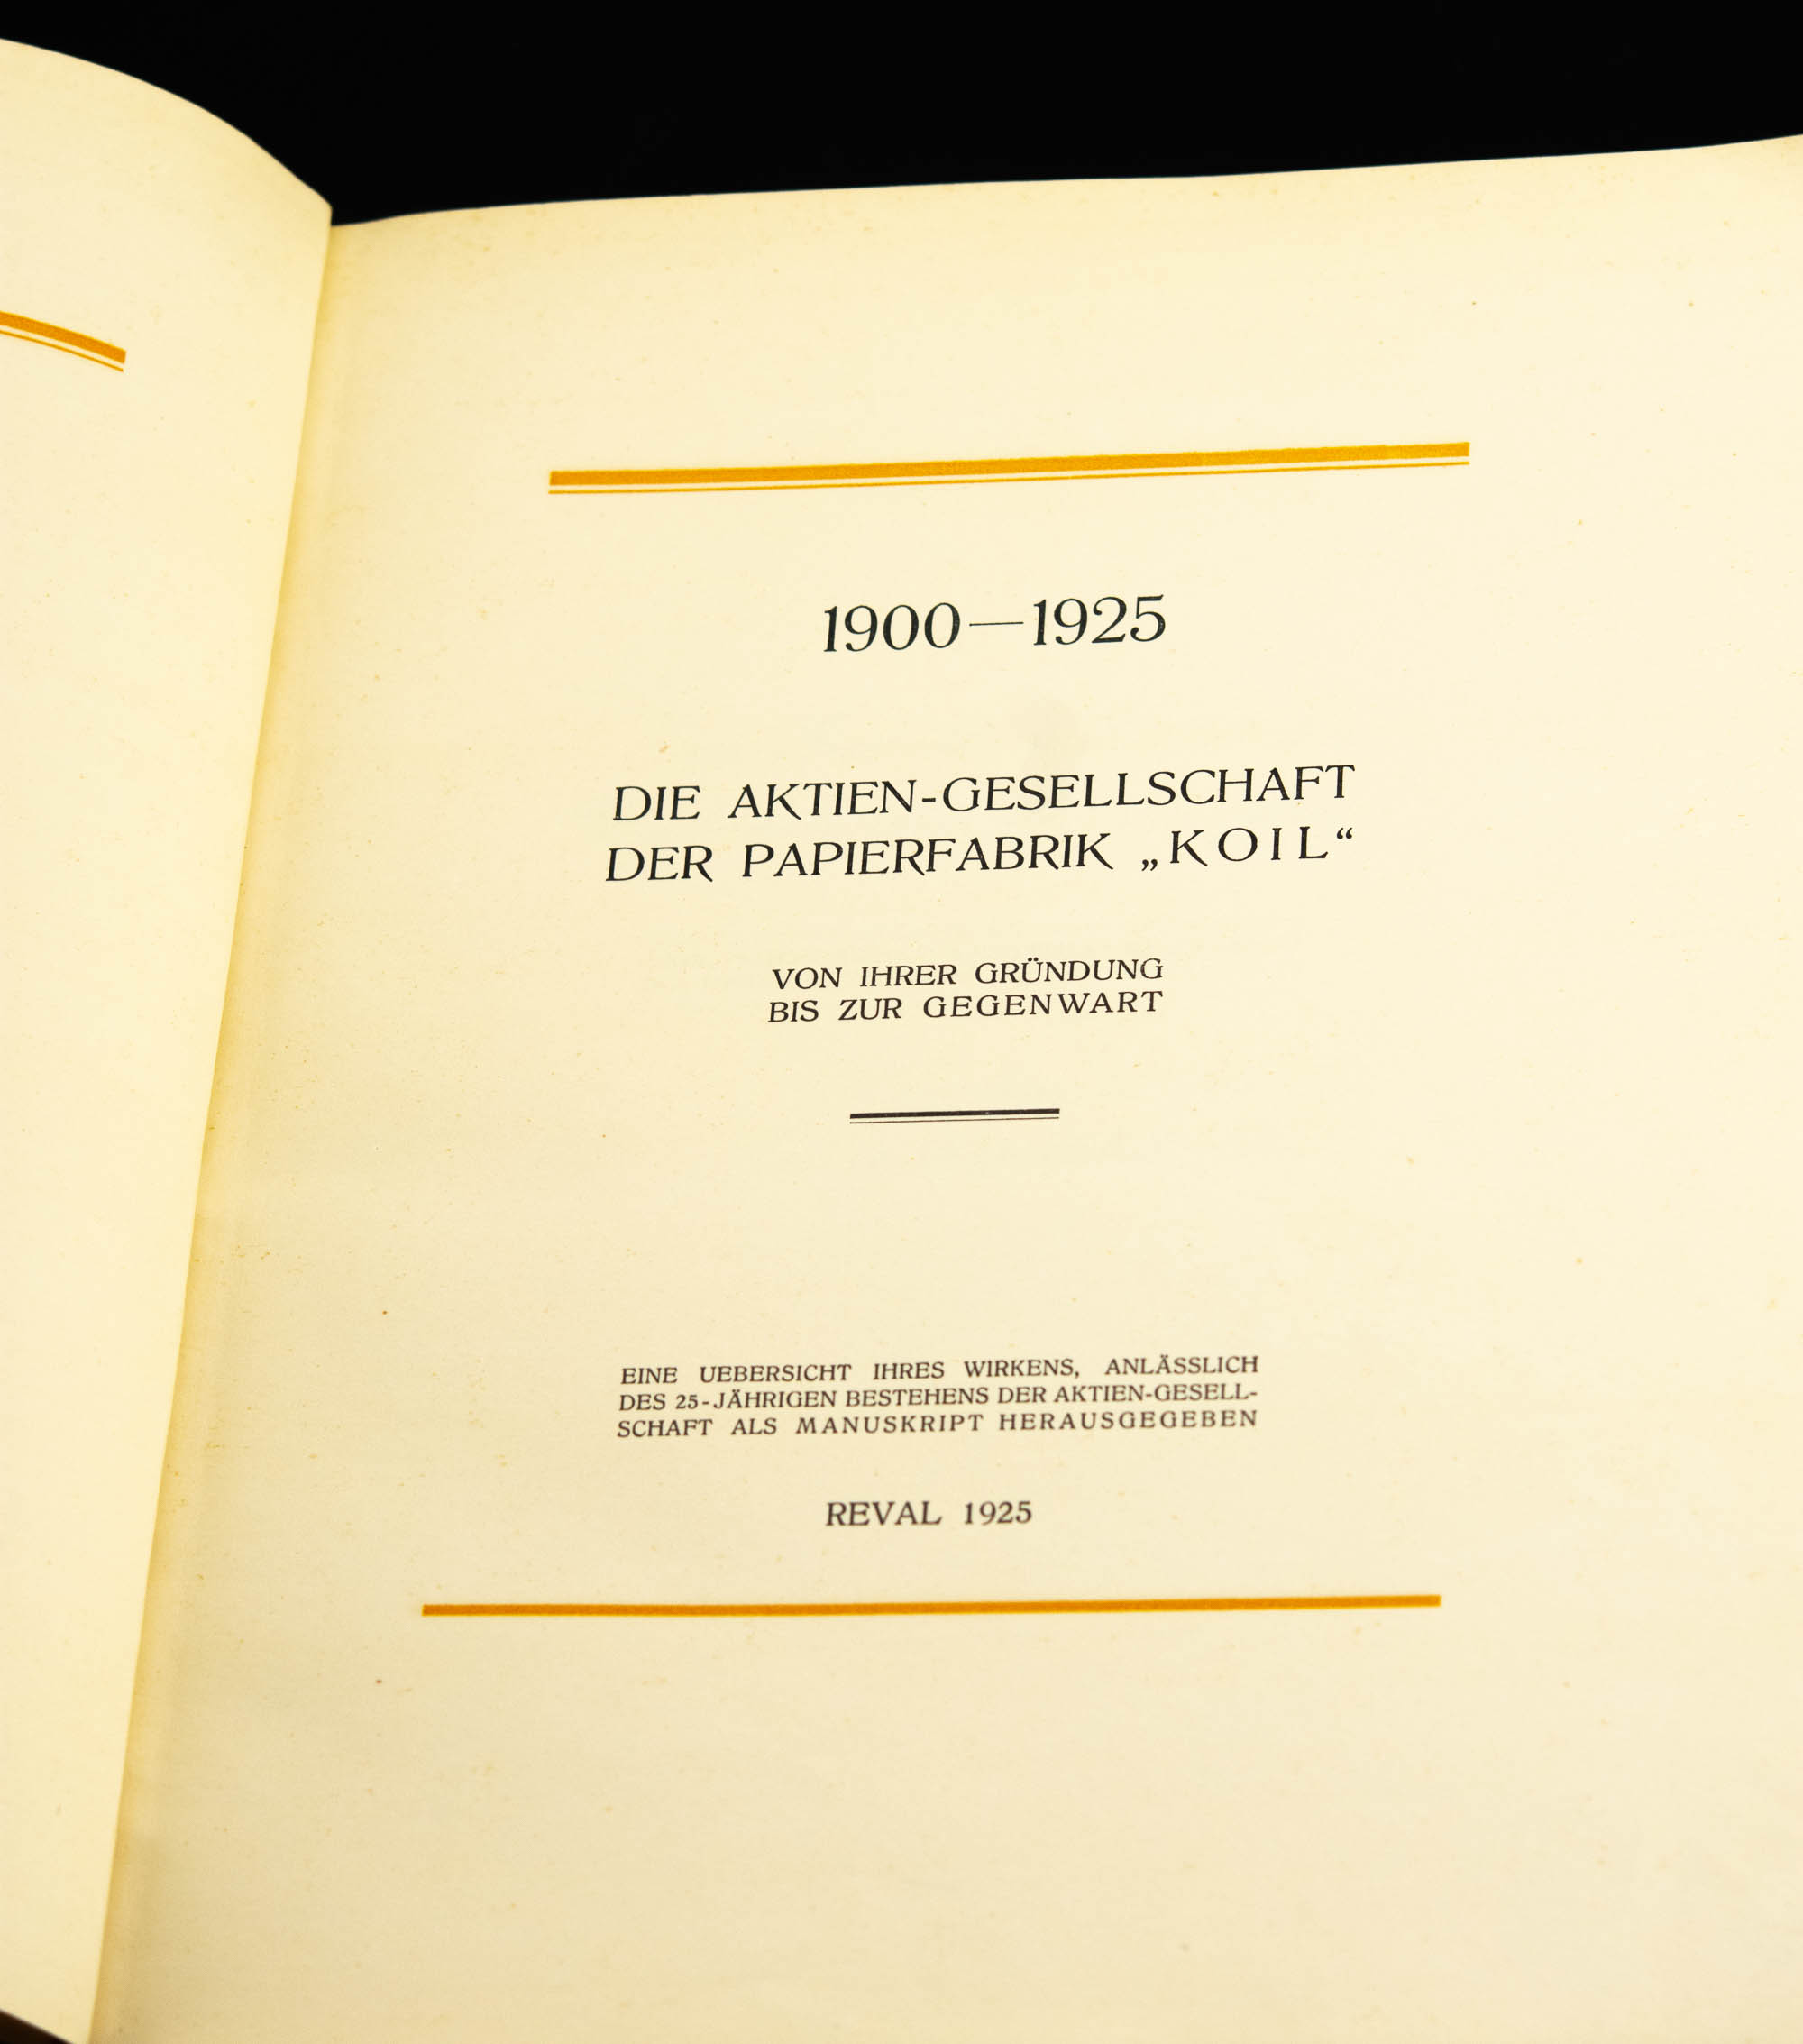 1900—1925
DIE AKTIEN-GESELLSCHAFT
DER PAPIERFABRIK „KOIL“
VON IHRER GRÜNDUNG
BIS ZUR GEGENWART
EINE UEBERSICHT IHRES WIRKENS, ANLÄSSLICH
DES 25-JÄHRIGEN BESTEHENS DER AKTIEN-GESELL-
SCHAFT ALS MANUSKRIPT HERAUSGEGEBEN
REVAL 1925